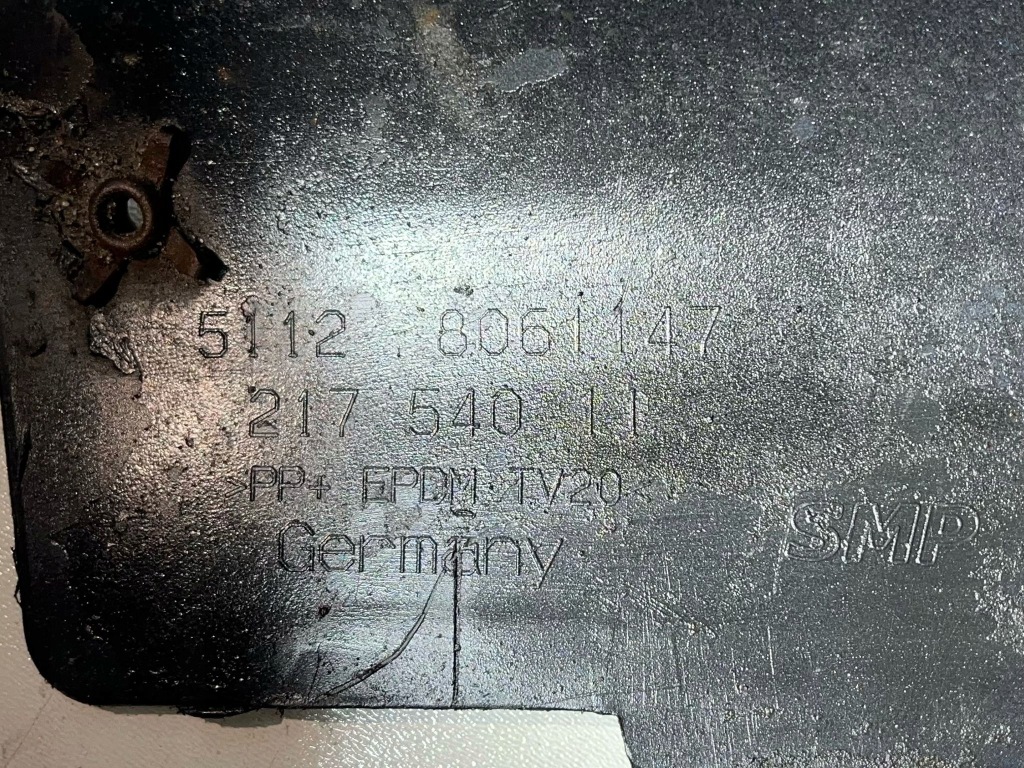 5112 . 8061147
217 540 11
>PP+ EPDM-TV20<
Germany
SMP